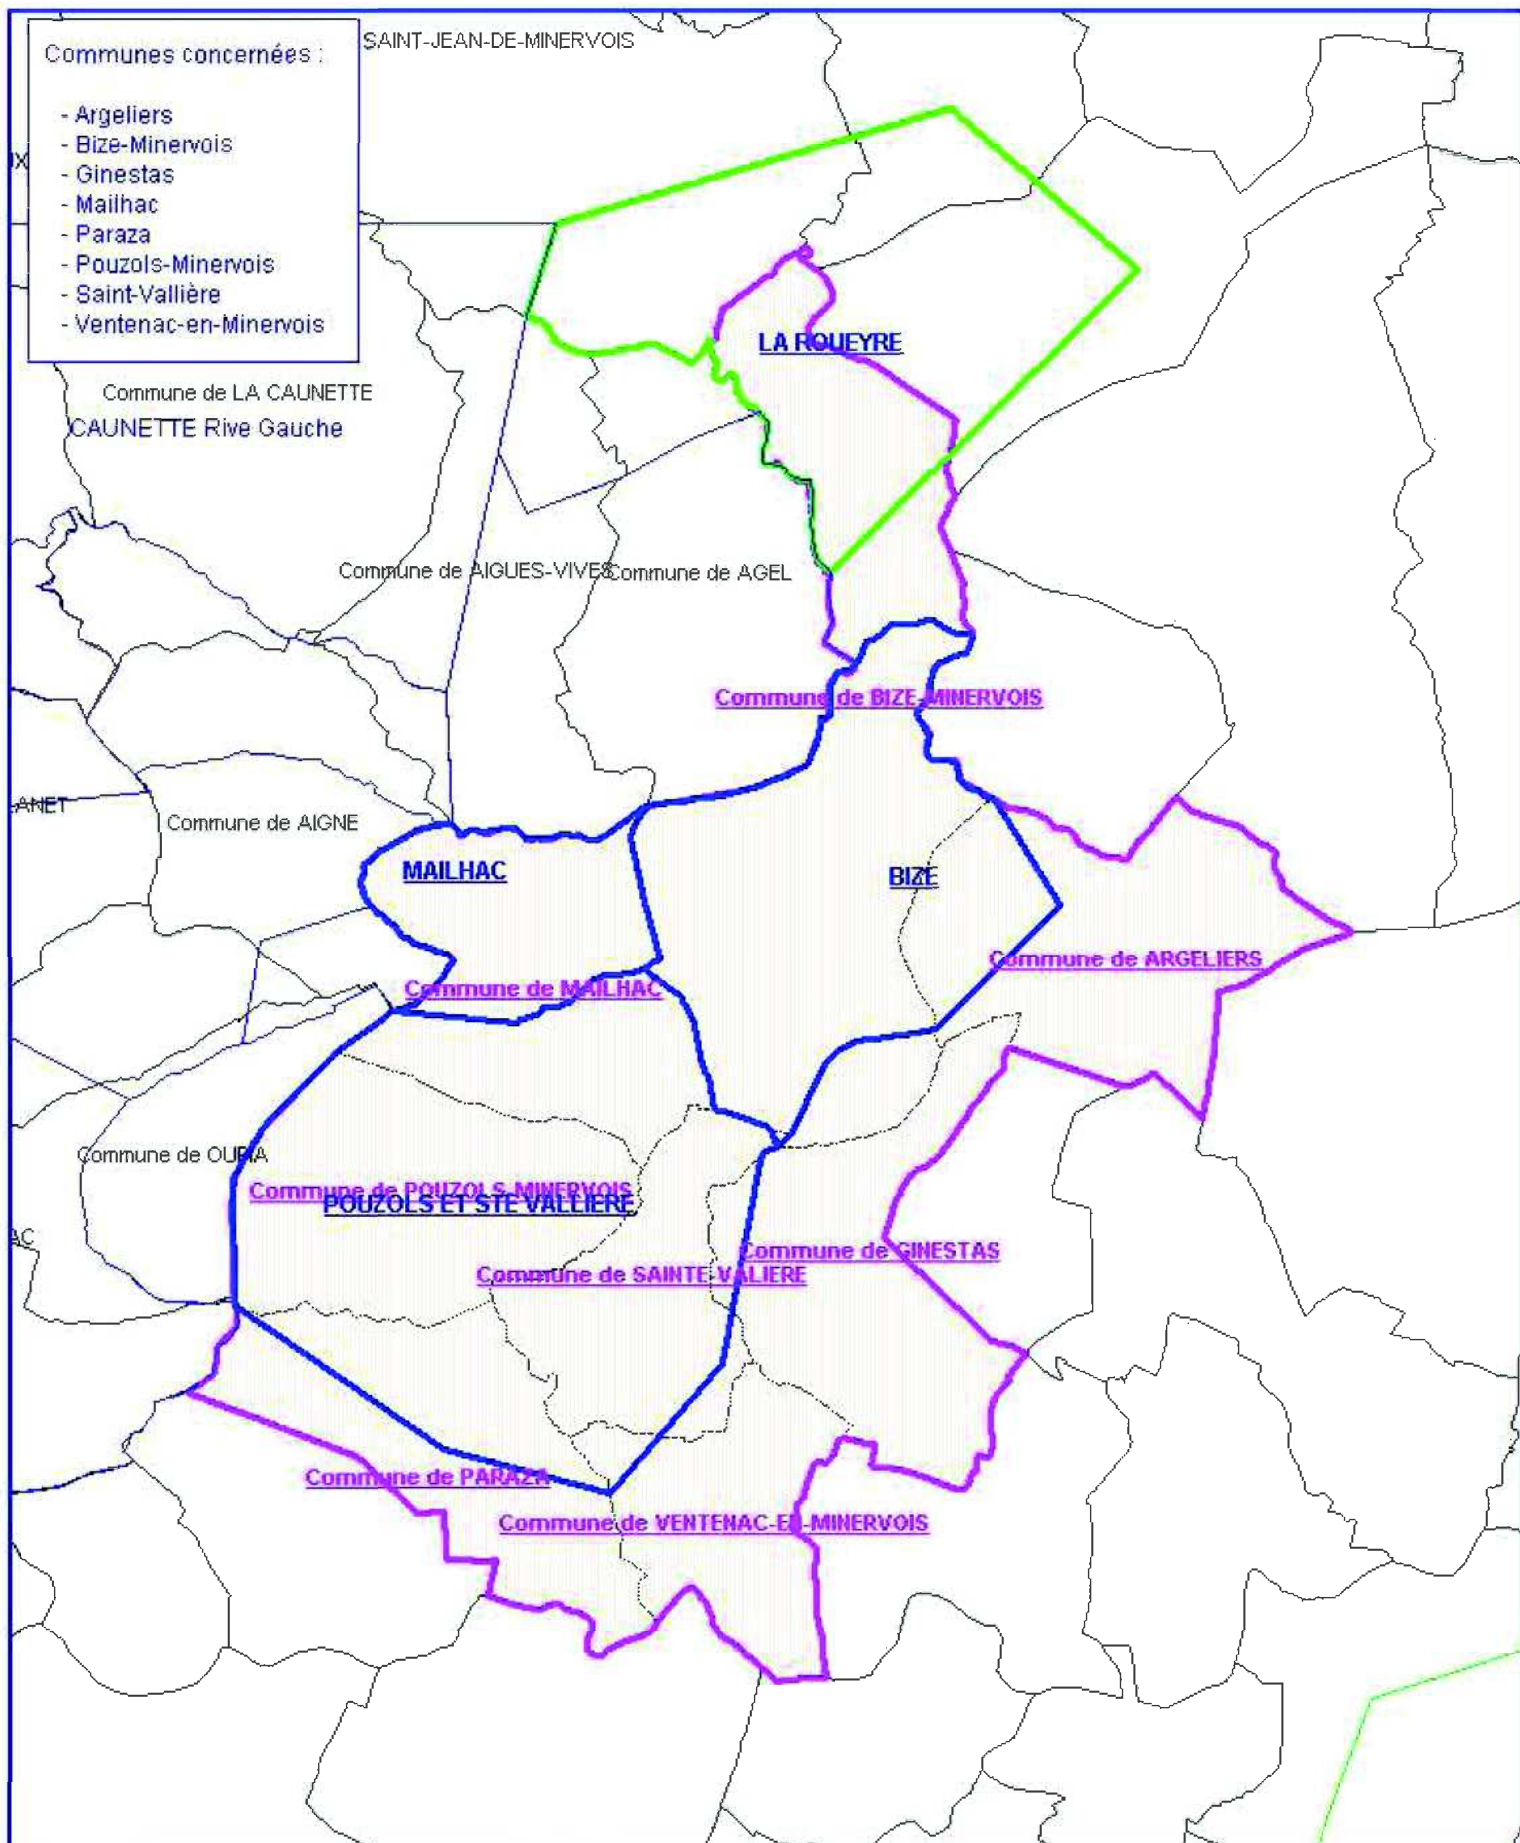 SAINT-JEAN-DE-MINERVOIS
Communes concernées :
- Argeliers
- Bize-Minervois
- Ginestas
- Mailhac
- Paraza
- Pouzols-Minervois
- Saint-Vallière
- Ventenac-en-Minervois
IX
LA ROUEYRE
Commune de LA CAUNETTE
CAUNETTE Rive Gauche
Commune de AIGUES-VIVES
Commune de AGEL
Commune de BIZE-MINERVOIS
ANET
Commune de AIGNE
MAILHAC
BIZE
Commune de ARGELIERS
Commune de MAILHAC
Commune de OUPIA
Commune de POUZOLS-MINERVOIS
POUZOLS ET STE VALLIERE
AC
Commune de GINESTAS
Commune de SAINTE-VALIERE
Commune de PARAZA
Commune de VENTENAC-EN-MINERVOIS